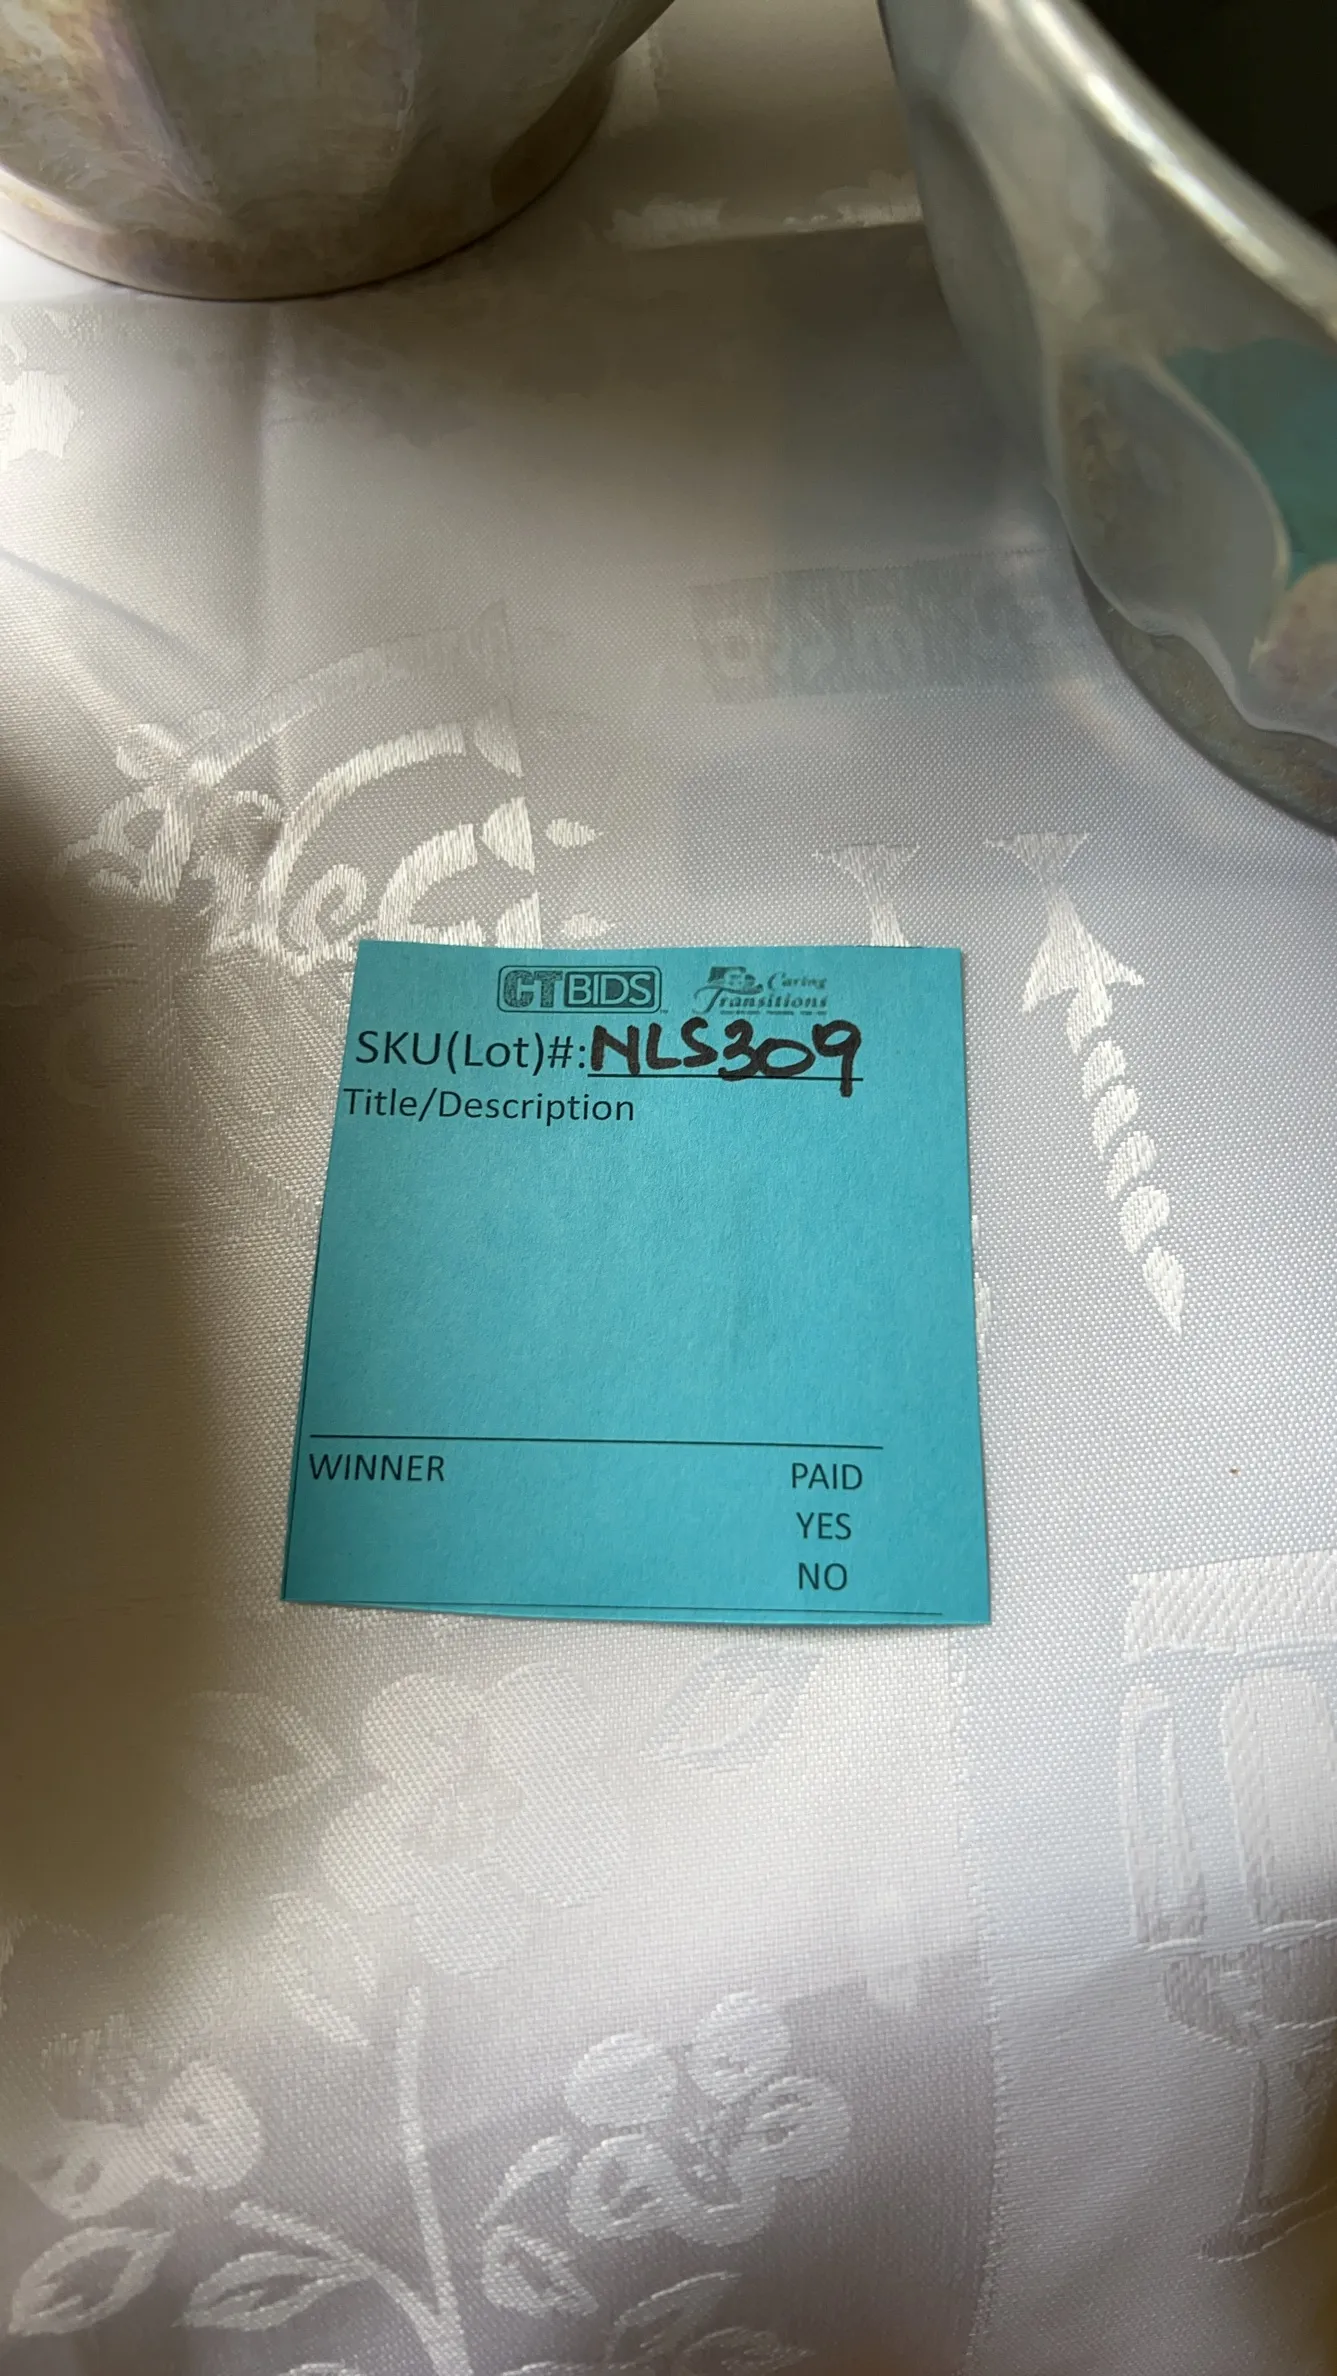 CTBIDS Caring Transitions
SKU(Lot)#: NLS309
Title/Description
WINNER PAID
YES
NO